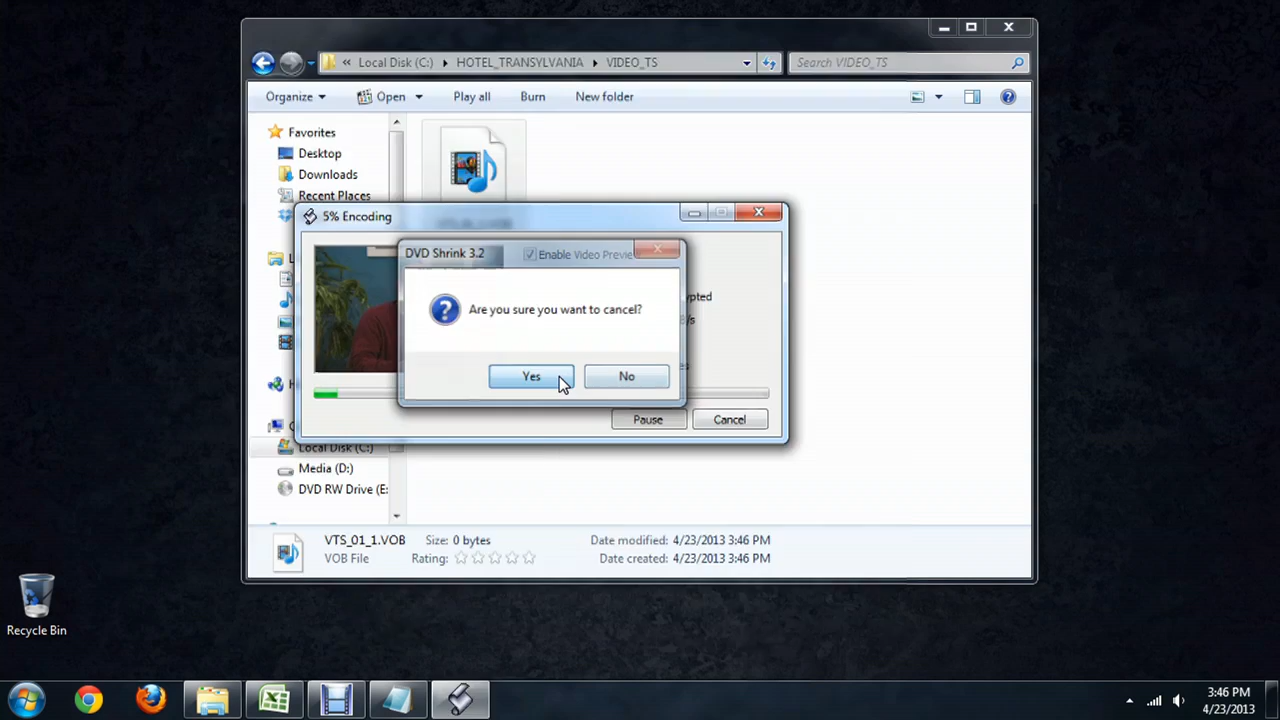 « Local Disk (C:) HOTEL_TRANSYLVANIA VIDEO_TS
Search VIDEO_TS
Organize Open Play all Burn New folder
Favorites
Desktop
Downloads
Recent Places
5% Encoding
DVD Shrink 3.2
Enable Video Previe
Are you sure you want to cancel?
ypted
/s
Yes No
Pause Cancel
Local Disk (C:)
Media (D:)
DVD RW Drive (E:
VTS_01_1.VOB Size: 0 bytes Date modified: 4/23/2013 3:46 PM
VOB File Rating: Date created: 4/23/2013 3:46 PM
Recycle Bin
3:46 PM
4/23/2013